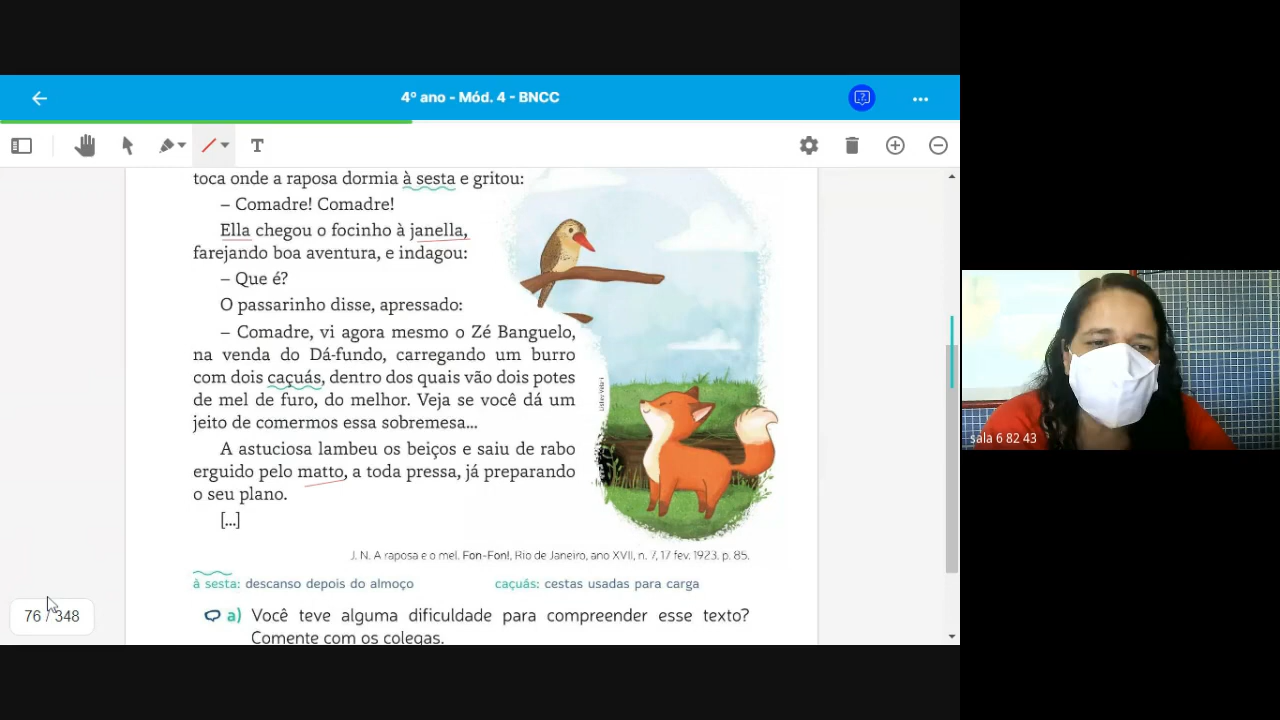 4º ano - Mód. 4 - BNCC
T
toca onde a raposa dormia à sesta e gritou:
– Comadre! Comadre!
Ella chegou o focinho à janella,
farejando boa aventura, e indagou:
– Que é?
O passarinho disse, apressado:
– Comadre, vi agora mesmo o Zé Banguelo,
na venda do Dá-fundo, carregando um burro
com dois caçuás, dentro dos quais vão dois potes
de mel de furo, do melhor. Veja se você dá um
jeito de comermos essa sobremesa...
A astuciosa lambeu os beiços e saiu de rabo
erguido pelo matto, a toda pressa, já preparando
o seu plano.
[...]
J. N. A raposa e o mel. Fon-Fon!, Rio de Janeiro, ano XVII, n. 7, 17 fev. 1923. p. 85.
à sesta: descanso depois do almoço
caçuás: cestas usadas para carga
a) Você teve alguma dificuldade para compreender esse texto?
Comente com os colegas.
76 / 348
sala 6 82 43